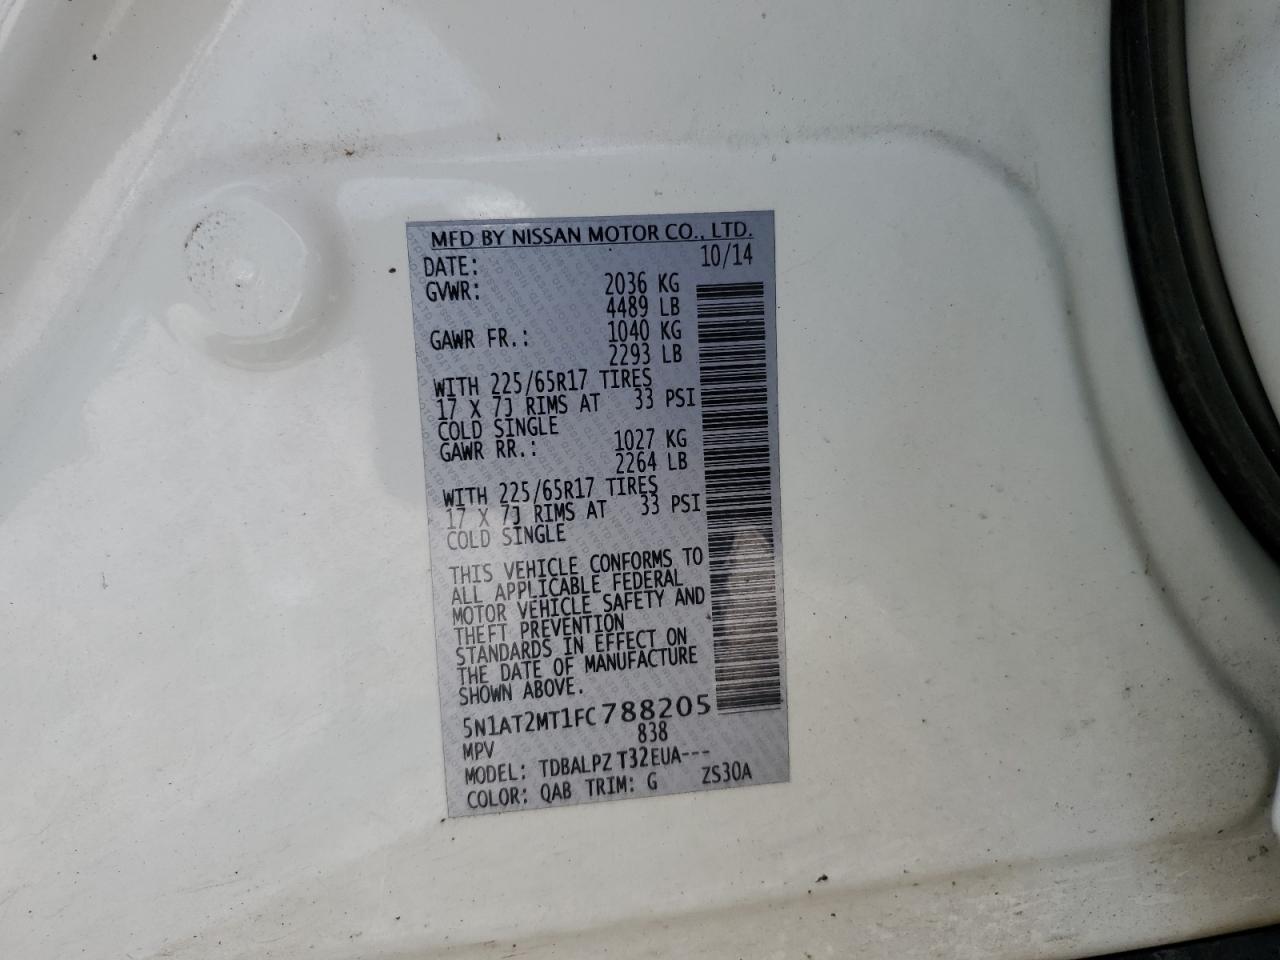 MFD BY NISSAN MOTOR CO., LTD.
DATE: 10/14
GVWR: 2036 KG
4489 LB
GAWR FR.: 1040 KG
2293 LB
WITH 225/65R17 TIRES
17 X 7J RIMS AT 33 PSI
COLD SINGLE
GAWR RR.: 1027 KG
2264 LB
WITH 225/65R17 TIRES
17 X 7J RIMS AT 33 PSI
COLD SINGLE
THIS VEHICLE CONFORMS TO
ALL APPLICABLE FEDERAL
MOTOR VEHICLE SAFETY AND
THEFT PREVENTION
STANDARDS IN EFFECT ON
THE DATE OF MANUFACTURE
SHOWN ABOVE.
5N1AT2MT1FC788205
MPV 838
MODEL: TDBALPZ T32EUA---
COLOR: QAB TRIM: G ZS30A